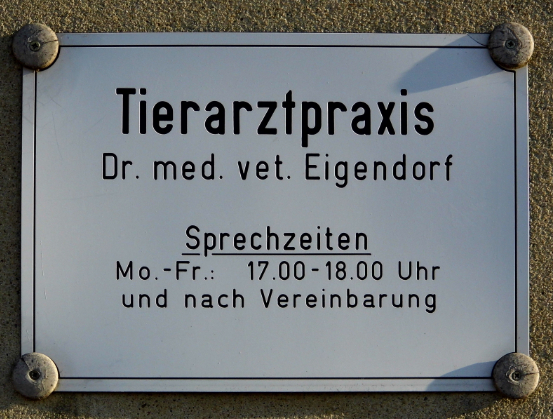 Tierarztpraxis
Dr. med. vet. Eigendorf
Sprechzeiten
Mo.-Fr.: 17.00-18.00 Uhr
und nach Vereinbarung